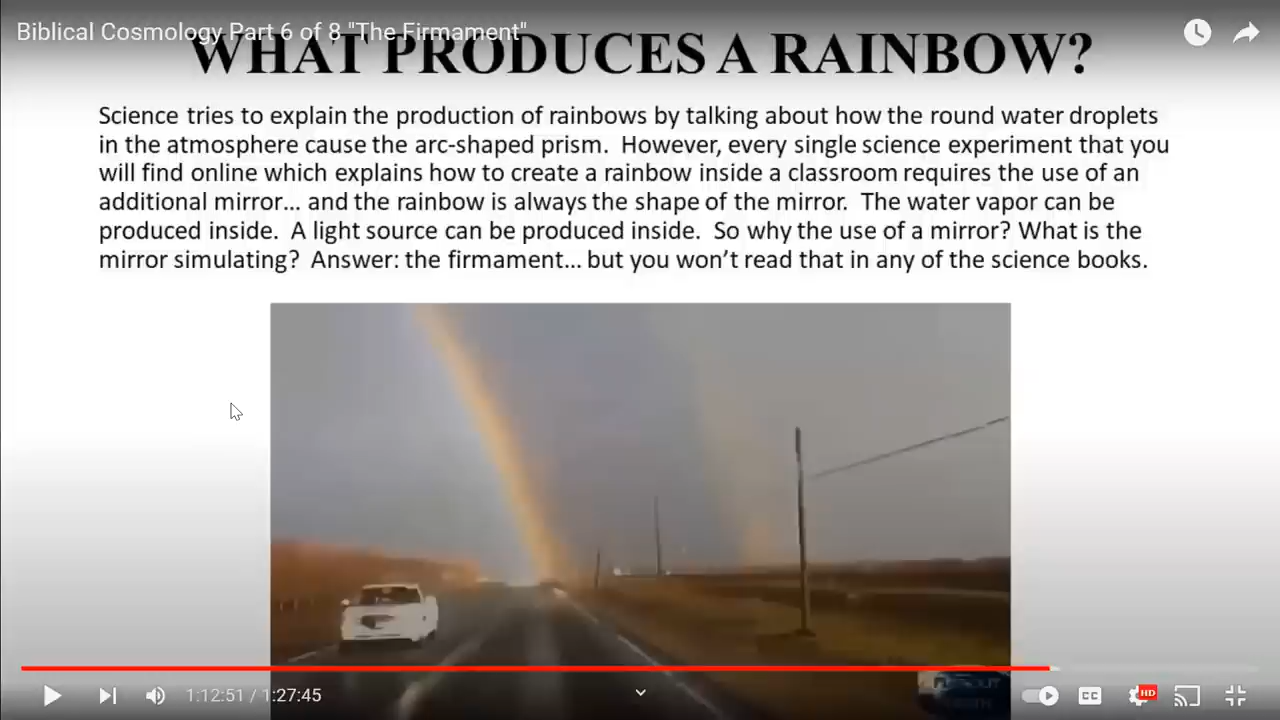 Biblical Cosmology Part 6 of 8 "The Firmament"
WHAT PRODUCES A RAINBOW?
Science tries to explain the production of rainbows by talking about how the round water droplets
in the atmosphere cause the arc-shaped prism. However, every single science experiment that you
will find online which explains how to create a rainbow inside a classroom requires the use of an
additional mirror... and the rainbow is always the shape of the mirror. The water vapor can be
produced inside. A light source can be produced inside. So why the use of a mirror? What is the
mirror simulating? Answer: the firmament... but you won't read that in any of the science books.
1:12:51 / 1:27:45
CC
HD